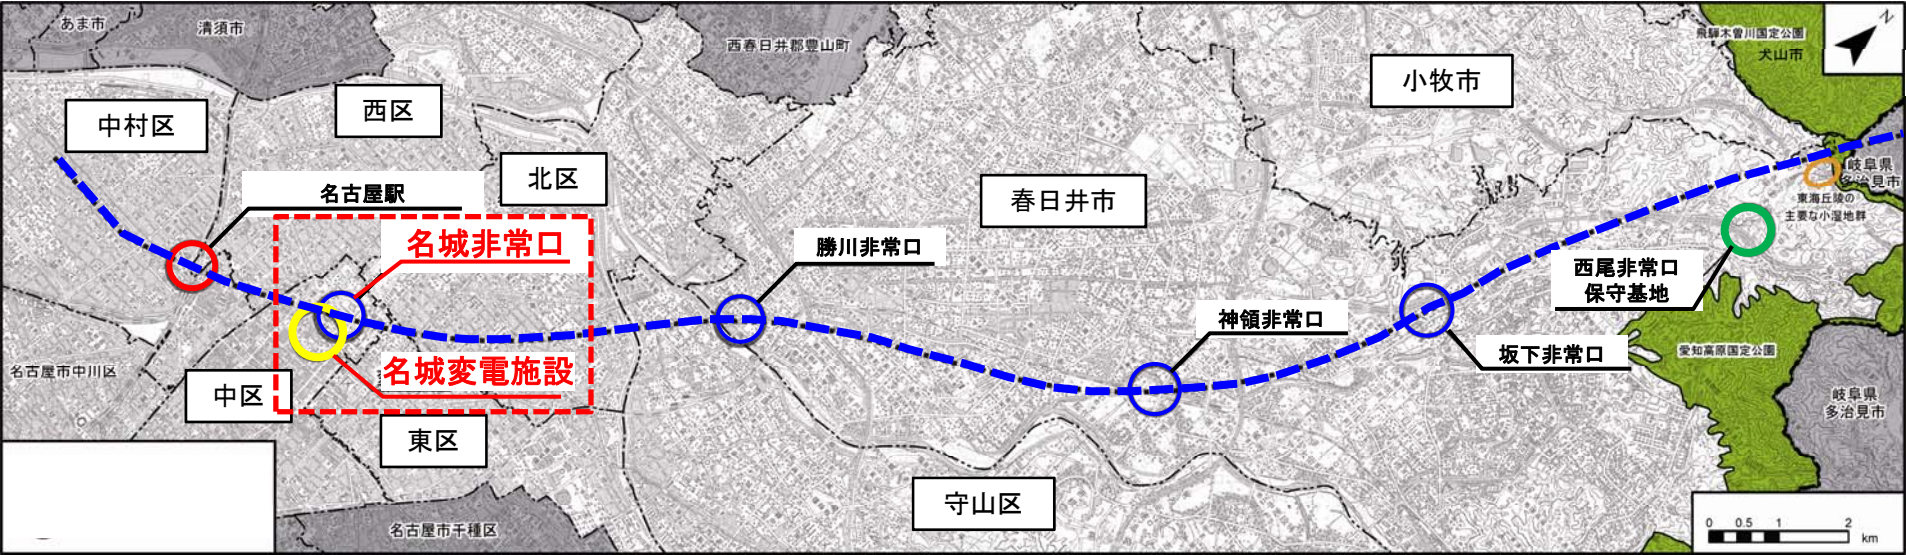 あま市
清須市
西春日井郡豊山町
飛騨木曽川国定公園
犬山市
N
中村区
西区
小牧市
北区
春日井市
岐阜県
多治見市
名古屋駅
東海丘陵の
主要な小湿地群
名城非常口
勝川非常口
西尾非常口
保守基地
神領非常口
坂下非常口
愛知高原国定公園
名古屋市中川区
名城変電施設
中区
東区
岐阜県
多治見市
守山区
名古屋市千種区
0 0.5 1 2
km